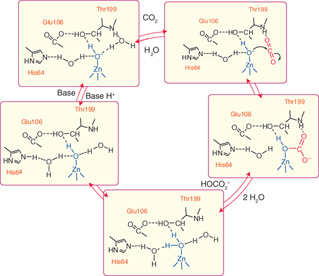 Thr199
Glu106
His64
Zn
CO₂
H₂O
Thr199
Glu106
His64
Zn
Base
Base H⁺
Glu106
Thr199
His64
Zn
Thr199
Glu106
His64
Zn
HOCO₂⁻
2 H₂O
Thr199
Glu106
His64
Zn